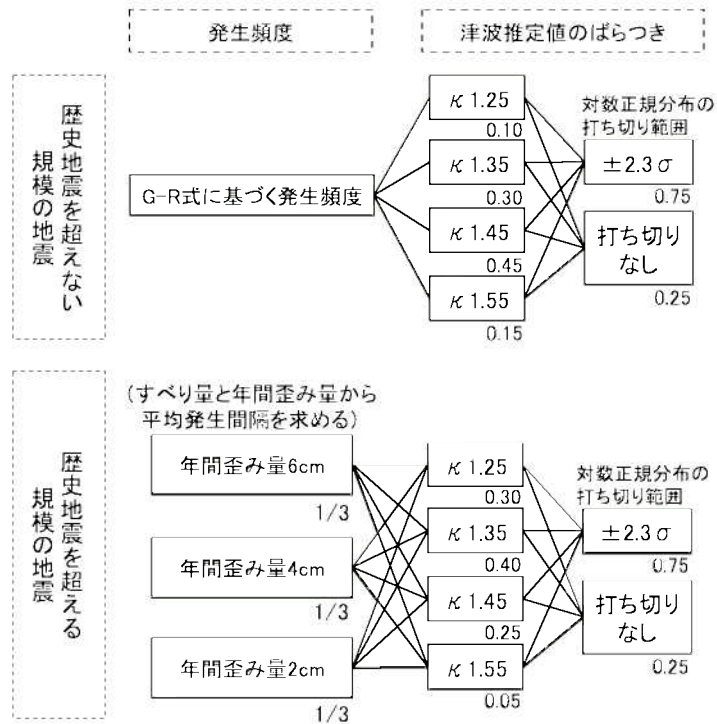 発生頻度
津波推定値のばらつき
歴史地震を超えない
規模の地震
G-R式に基づく発生頻度
κ1.25
0.10
κ1.35
0.30
κ1.45
0.45
κ1.55
0.15
対数正規分布の
打ち切り範囲
±2.3σ
0.75
打ち切り
なし
0.25
歴史地震を超える
規模の地震
(すべり量と年間歪み量から
平均発生間隔を求める)
年間歪み量6cm
1/3
年間歪み量4cm
1/3
年間歪み量2cm
1/3
κ1.25
0.30
κ1.35
0.40
κ1.45
0.25
κ1.55
0.05
対数正規分布の
打ち切り範囲
±2.3σ
0.75
打ち切り
なし
0.25